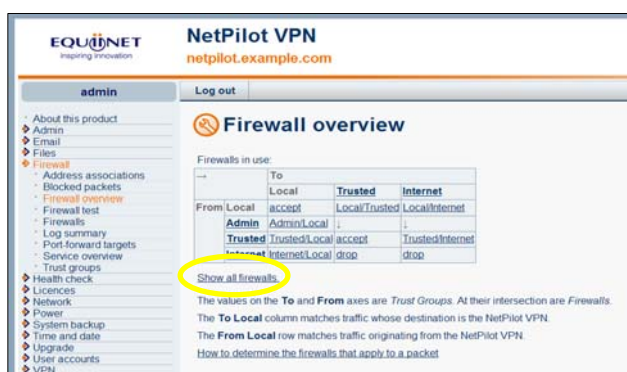 EQUIINET
Inspiring innovation
NetPilot VPN
netpilot.example.com
admin
Log out
About this product
Admin
Email
Files
Firewall
Address associations
Blocked packets
Firewall overview
Firewall test
Firewalls
Log summary
Port-forward targets
Service overview
Trust groups
Health check
Licences
Network
Power
System backup
Time and date
Upgrade
User accounts
VPN
Firewall overview
Firewalls in use:
→ To
Local Trusted Internet
From Local accept Local/Trusted Local/Internet
Admin Admin/Local ↓ ↓
Trusted Trusted/Local accept Trusted/Internet
Internet Internet/Local drop drop
Show all firewalls.
The values on the To and From axes are Trust Groups. At their intersection are Firewalls.
The To Local column matches traffic whose destination is the NetPilot VPN.
The From Local row matches traffic originating from the NetPilot VPN.
How to determine the firewalls that apply to a packet